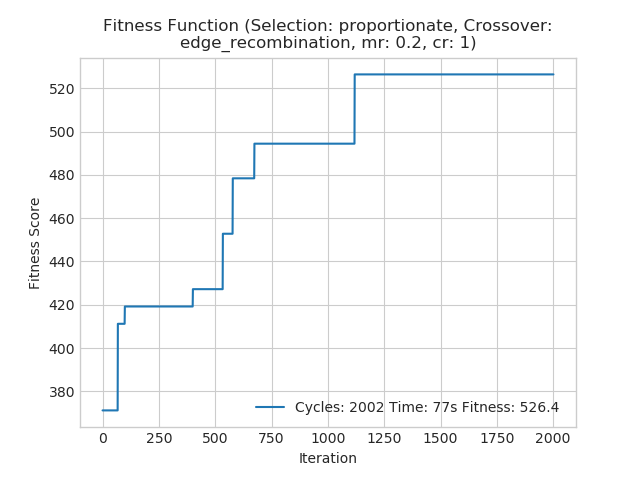 Fitness Function (Selection: proportionate, Crossover:
edge_recombination, mr: 0.2, cr: 1)
520
500
480
460
440
420
400
380
Fitness Score
Cycles: 2002 Time: 77s Fitness: 526.4
0 250 500 750 1000 1250 1500 1750 2000
Iteration